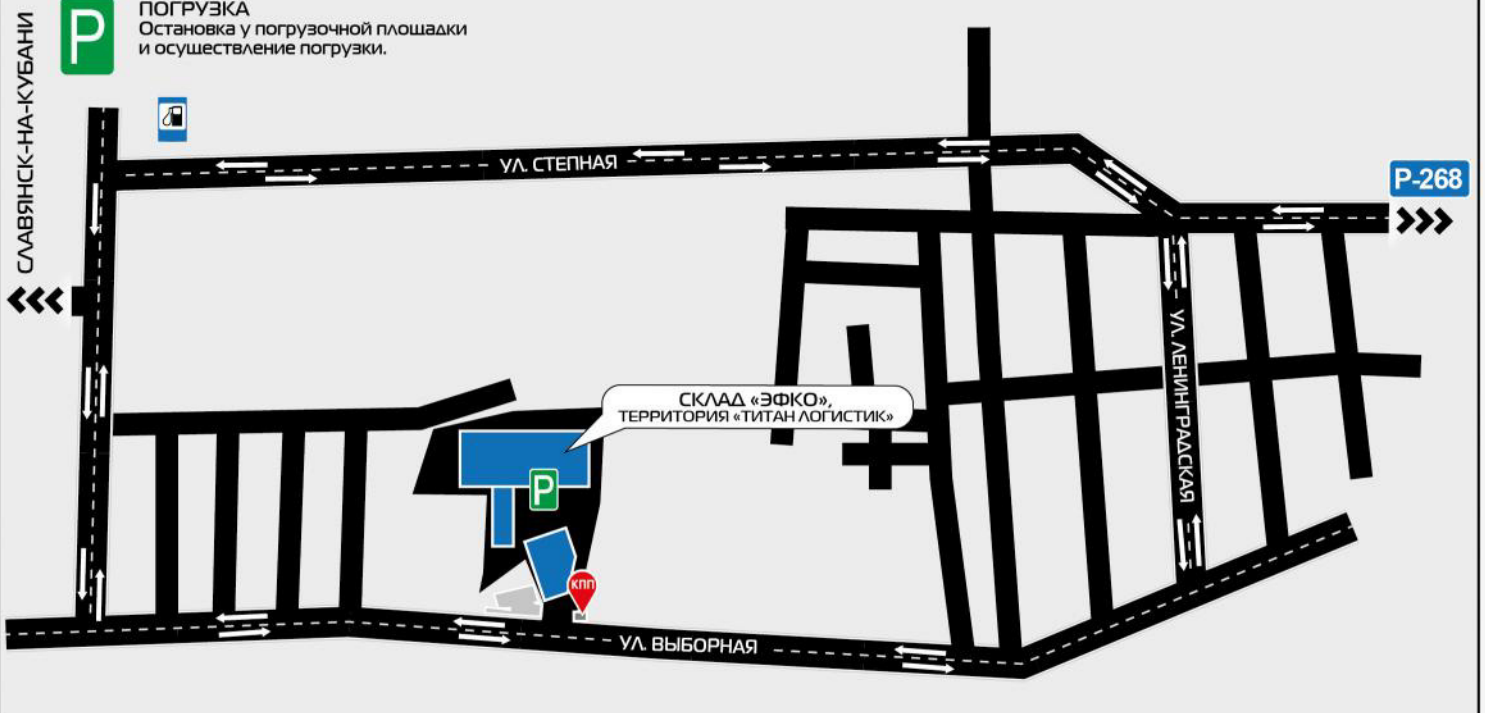 ПОГРУЗКА
Остановка у погрузочной площадки
и осуществление погрузки.
P
СЛАВЯНСК-НА-КУБАНИ
УЛ. СТЕПНАЯ
Р-268
СКЛАД «ЭФКО»,
ТЕРРИТОРИЯ «ТИТАН ЛОГИСТИК»
УЛ. ЛЕНИНГРАДСКАЯ
P
КПП
УЛ. ВЫБОРНАЯ